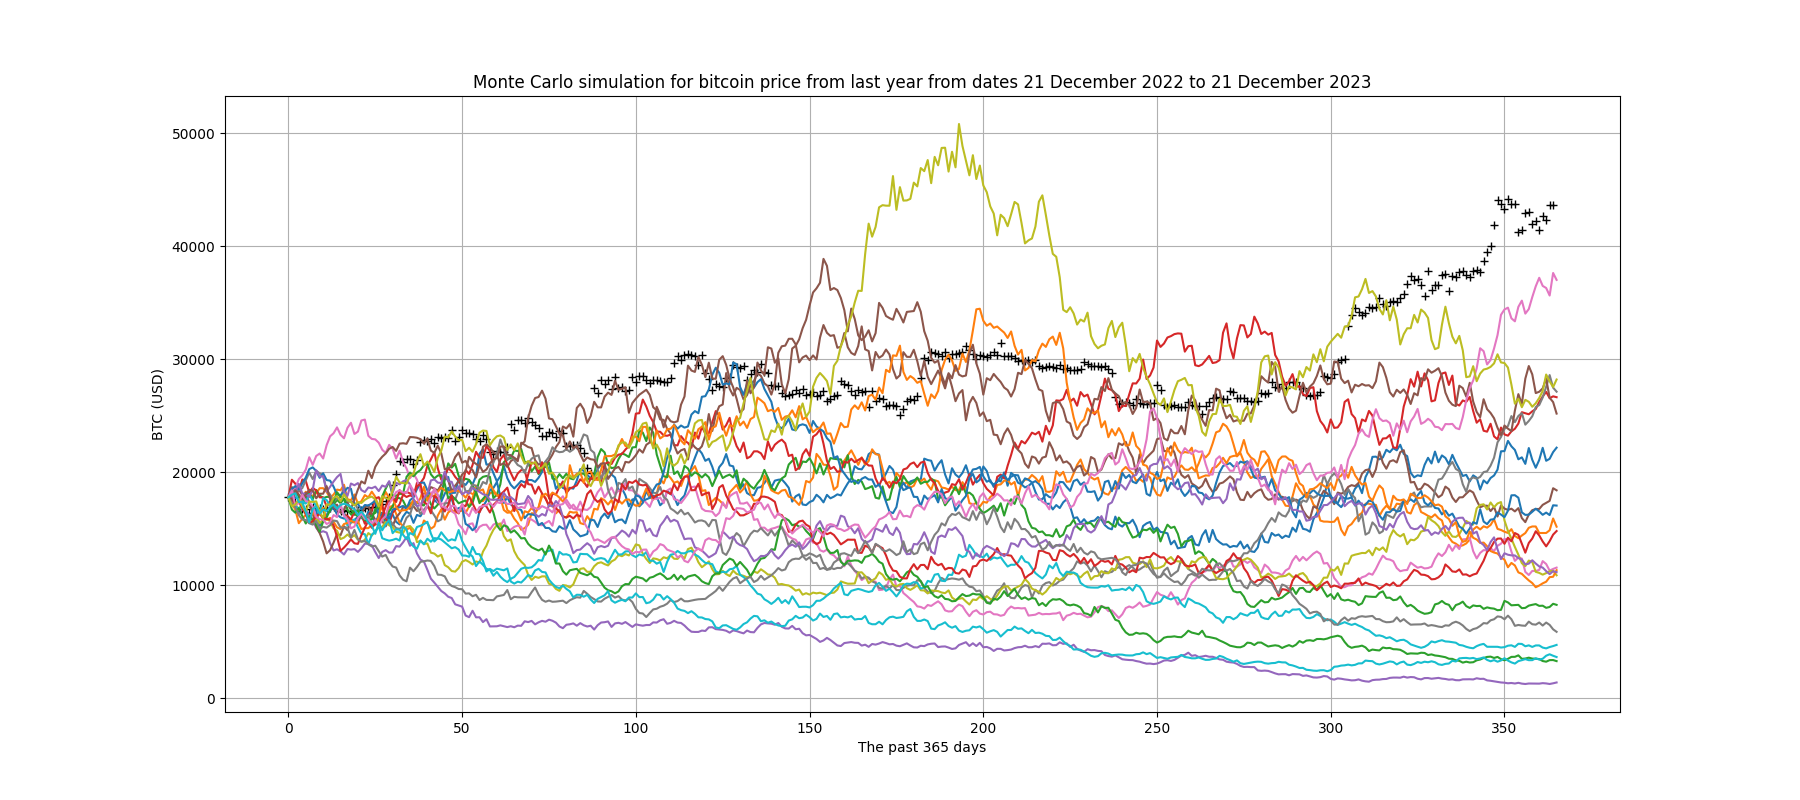 Monte Carlo simulation for bitcoin price from last year from dates 21 December 2022 to 21 December 2023
50000
40000
30000
20000
10000
0
BTC (USD)
0 50 100 150 200 250 300 350
The past 365 days